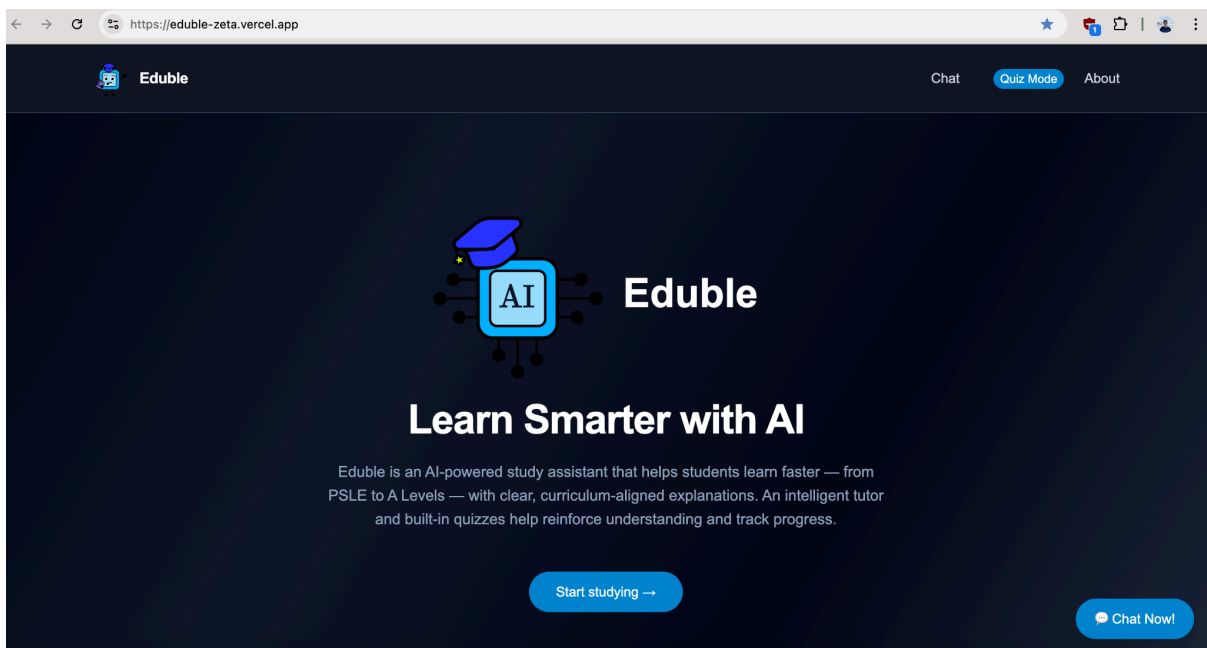 https://eduble-zeta.vercel.app
1
Eduble
Chat
Quiz Mode
About
AI
Eduble
Learn Smarter with AI
Eduble is an AI-powered study assistant that helps students learn faster — from
PSLE to A Levels — with clear, curriculum-aligned explanations. An intelligent tutor
and built-in quizzes help reinforce understanding and track progress.
Start studying →
💬 Chat Now!